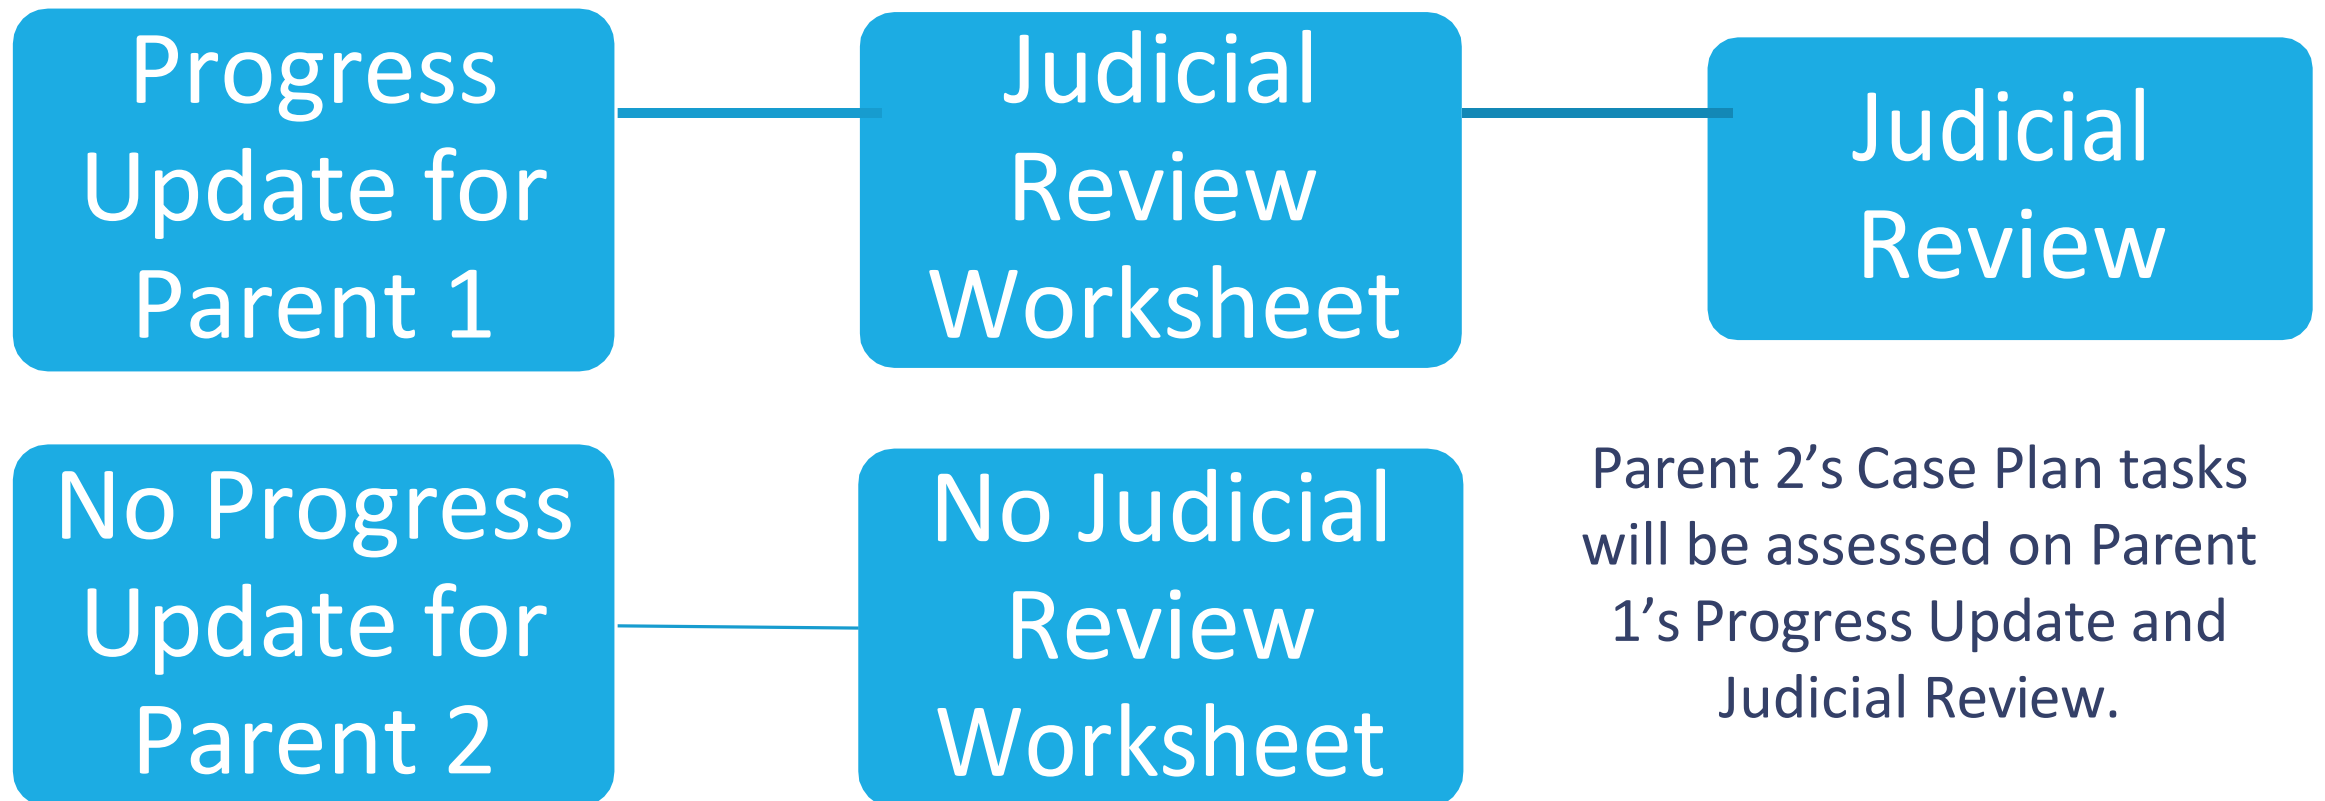 Progress
Update for
Parent 1
Judicial
Review
Worksheet
Judicial
Review
No Progress
Update for
Parent 2
No Judicial
Review
Worksheet
Parent 2’s Case Plan tasks
will be assessed on Parent
1’s Progress Update and
Judicial Review.